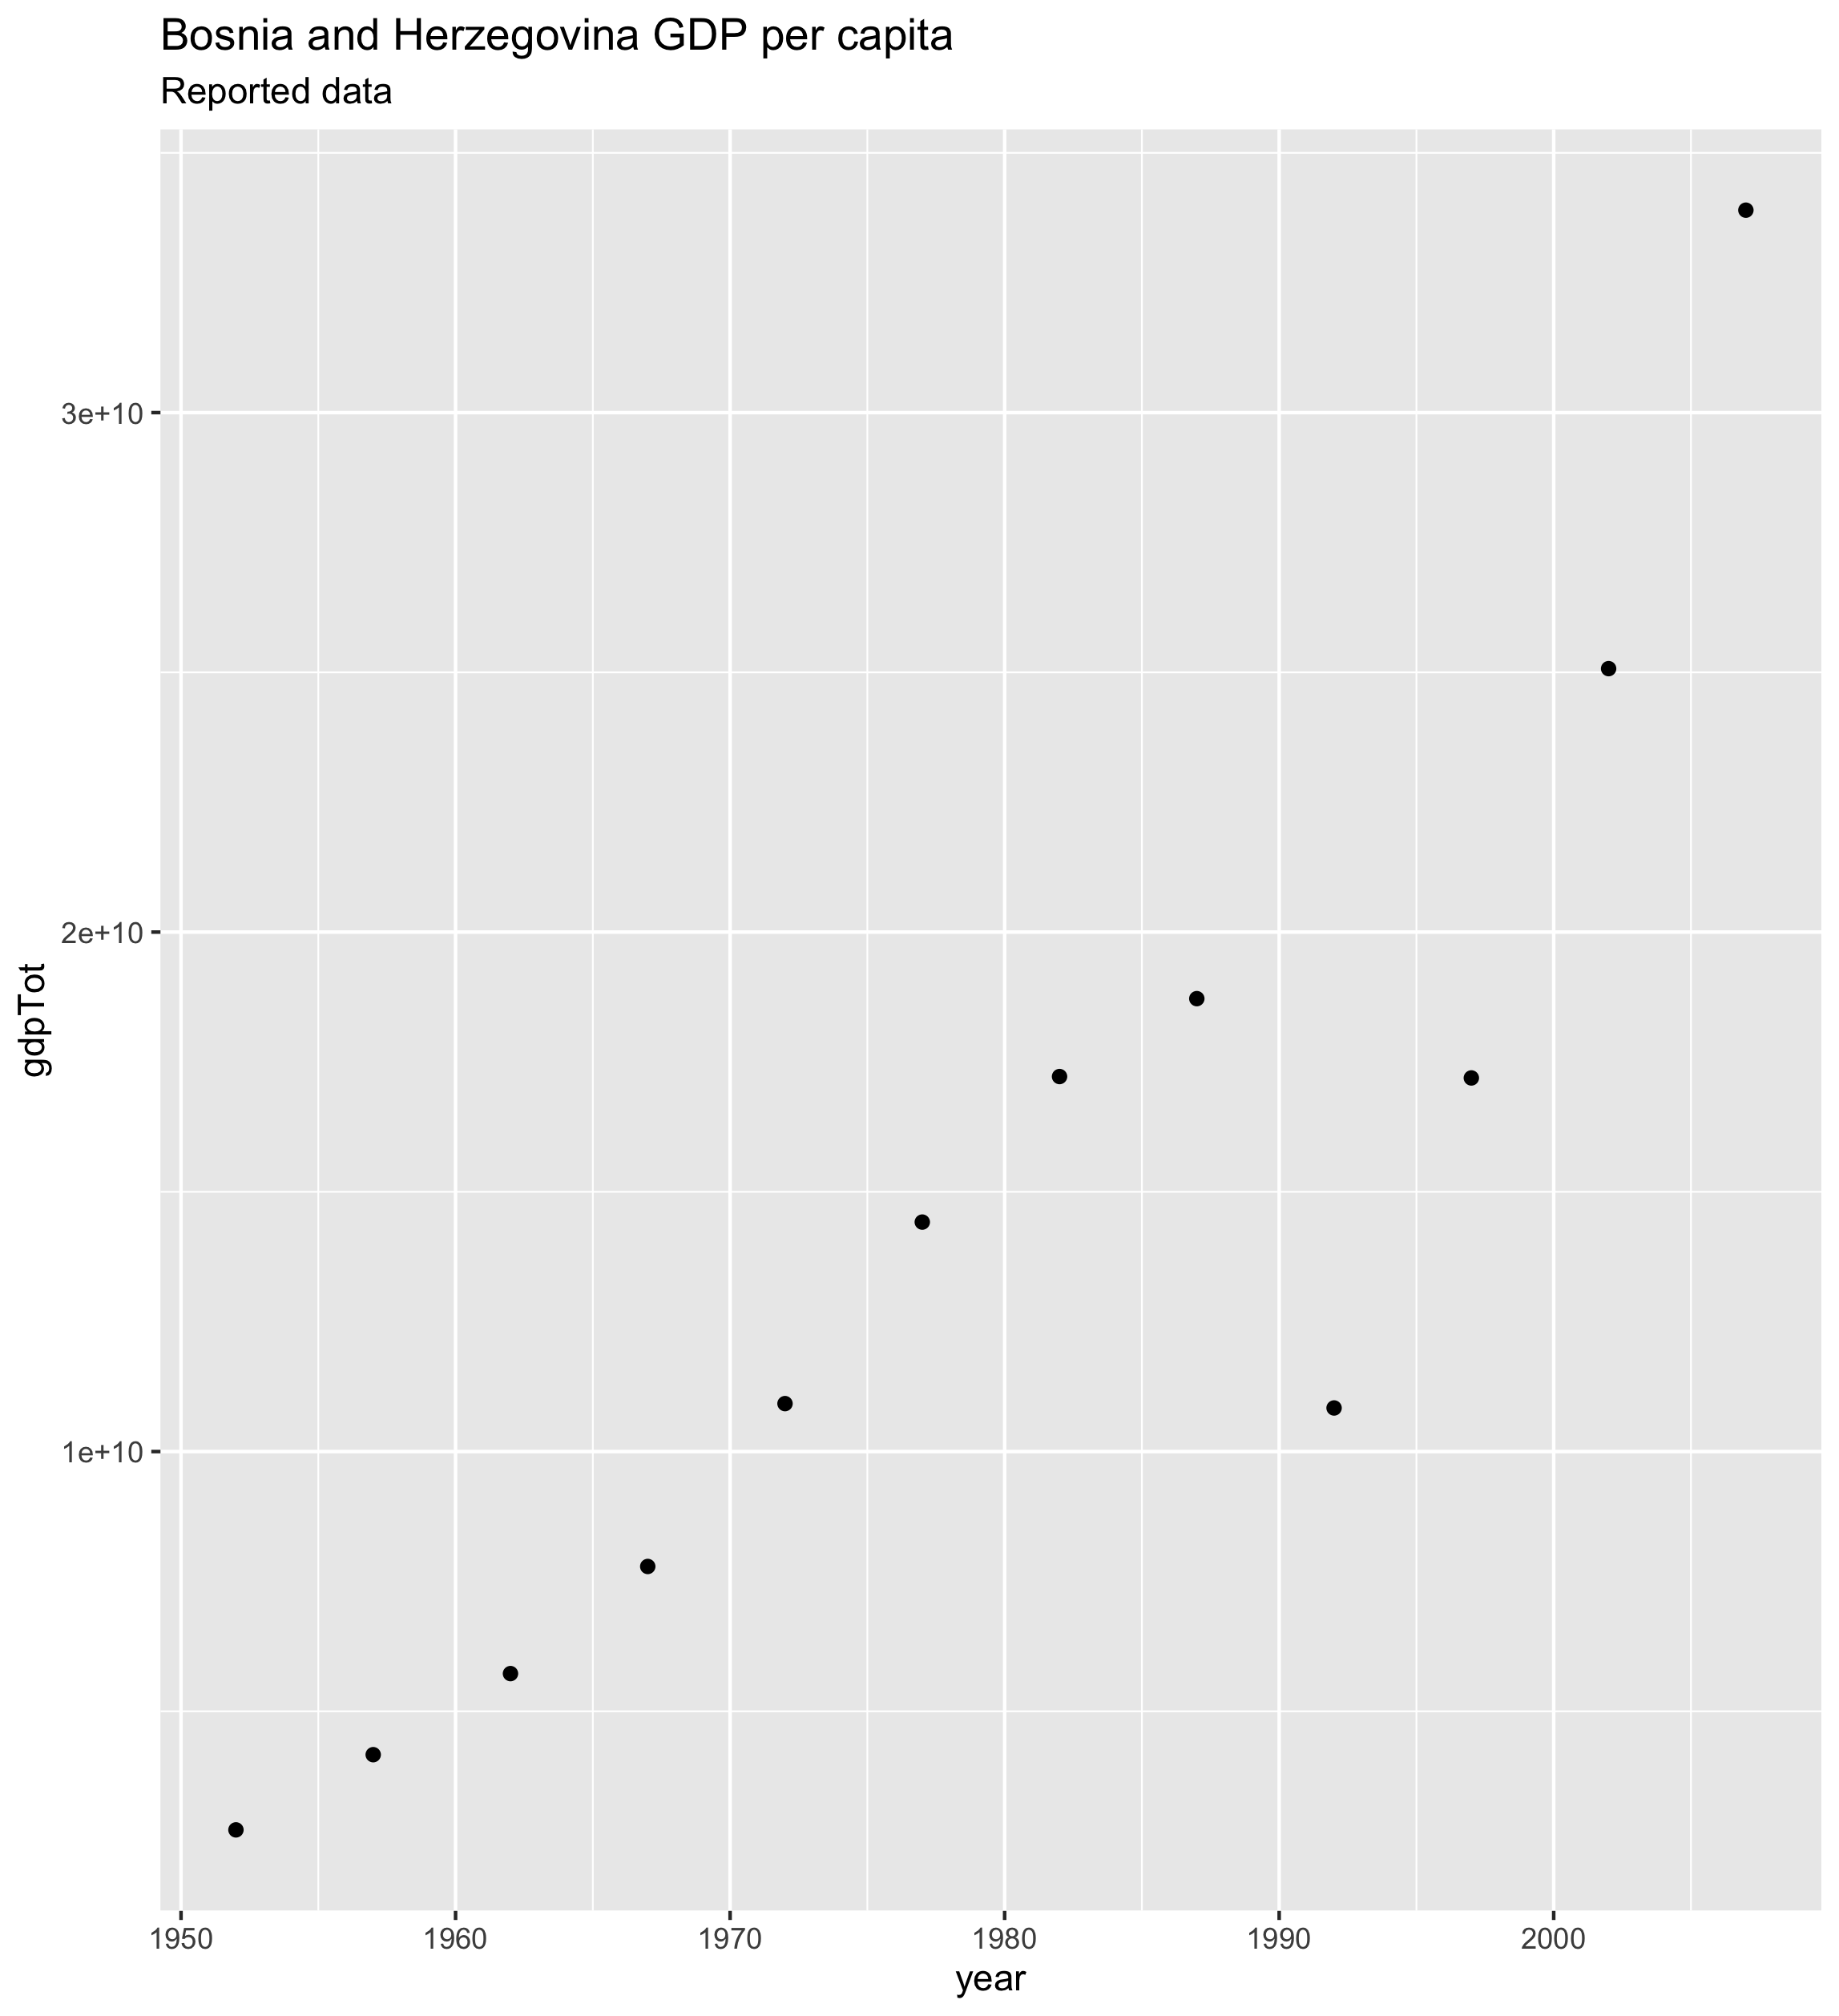 Bosnia and Herzegovina GDP per capita
Reported data
gdpTot
3e+10
2e+10
1e+10
1950 1960 1970 1980 1990 2000
year